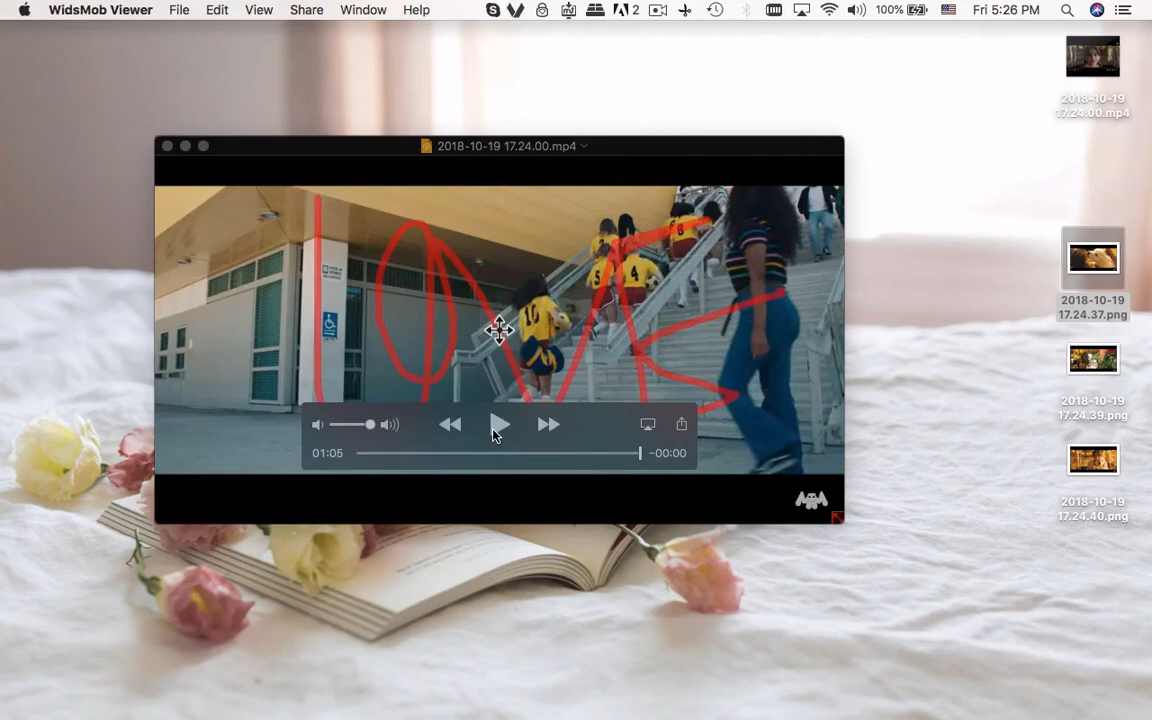 WidsMob Viewer File Edit View Share Window Help 2 100% Fri 5:26 PM
2018-10-19 17.24.00.mp4
2018-10-19
17.24.00.mp4
5
4
10
01:05 -00:00
2018-10-19
17.24.37.png
2018-10-19
17.24.39.png
2018-10-19
17.24.40.png